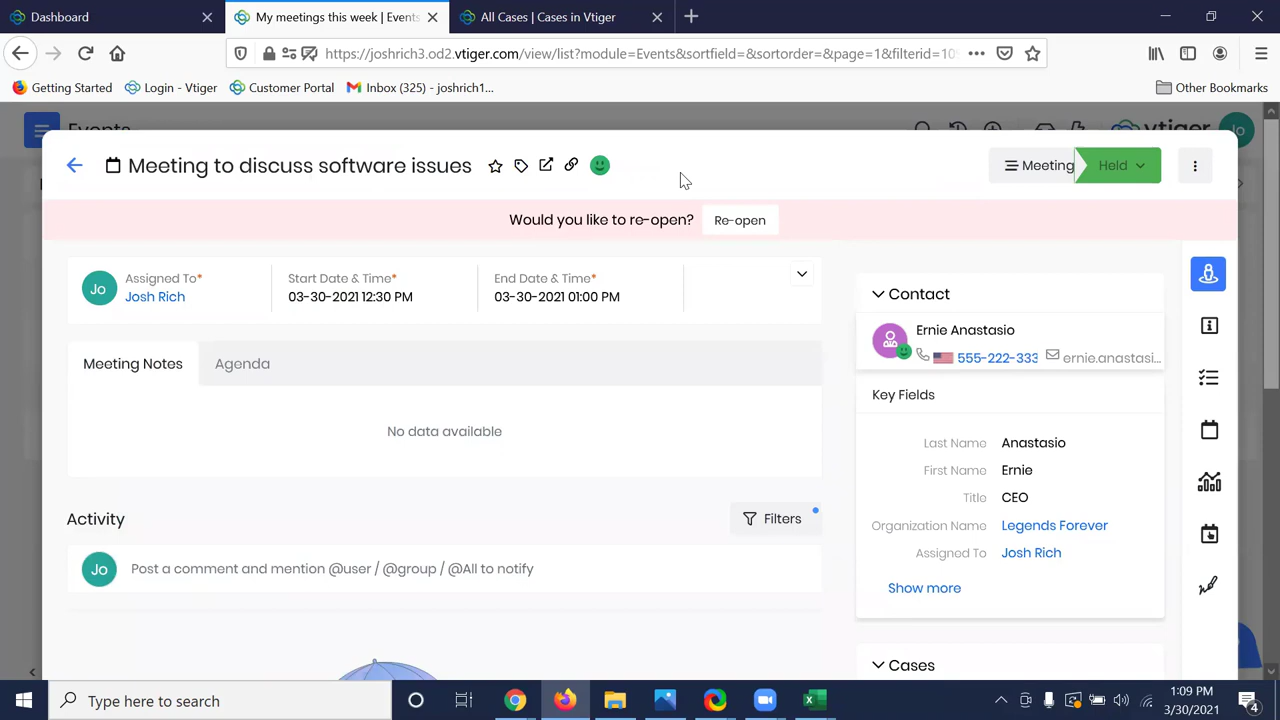 Dashboard
My meetings this week | Events
All Cases | Cases in Vtiger
https://joshrich3.od2.vtiger.com/view/list?module=Events&sortfield=&sortorder=&page=1&filterid=10
Getting Started
Login - Vtiger
Customer Portal
Inbox (325) - joshrich1...
Other Bookmarks
Events
vtiger
Jo
Meeting to discuss software issues
Meeting
Held
Would you like to re-open?
Re-open
Jo
Assigned To*
Josh Rich
Start Date & Time*
03-30-2021 12:30 PM
End Date & Time*
03-30-2021 01:00 PM
Meeting Notes
Agenda
No data available
Activity
Filters
Jo
Post a comment and mention @user / @group / @All to notify
Contact
Ernie Anastasio
555-222-333
ernie.anastasi...
Key Fields
Last Name
Anastasio
First Name
Ernie
Title
CEO
Organization Name
Legends Forever
Assigned To
Josh Rich
Show more
Cases
Type here to search
1:09 PM
3/30/2021
4